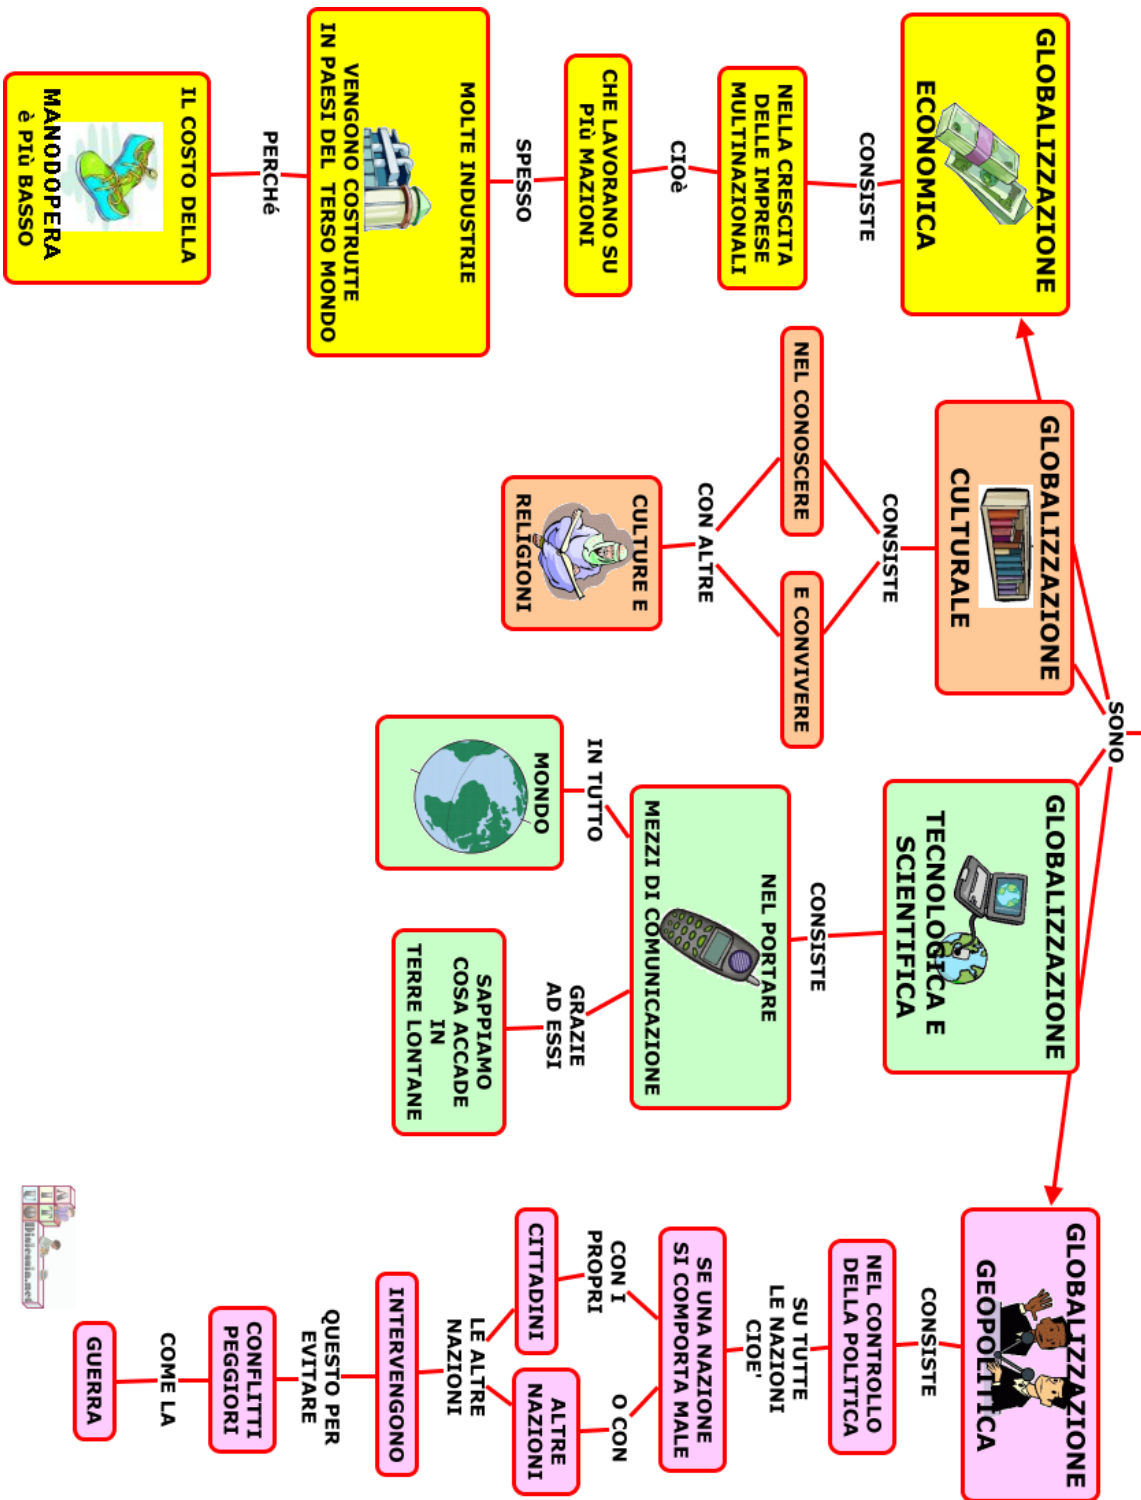 SONO
GLOBALIZZAZIONE
ECONOMICA
CONSISTE
NELLA CRESCITA
DELLE IMPRESE
MULTINAZIONALI
CIOè
CHE LAVORANO SU
PIù MAZIONI
SPESSO
MOLTE INDUSTRIE
VENGONO COSTRUITE
IN PAESI DEL TERSO MONDO
PERCHé
IL COSTO DELLA
MANODOPERA
è PIù BASSO
GLOBALIZZAZIONE
CULTURALE
CONSISTE
NEL CONOSCERE
E CONVIVERE
CON ALTRE
CULTURE E
RELIGIONI
GLOBALIZZAZIONE
TECNOLOGICA E
SCIENTIFICA
CONSISTE
NEL PORTARE
MEZZI DI COMUNICAZIONE
IN TUTTO
MONDO
GRAZIE
AD ESSI
SAPPIAMO
COSA ACCADE
IN
TERRE LONTANE
GLOBALIZZAZIONE
GEOPOLITICA
CONSISTE
NEL CONTROLLO
DELLA POLITICA
SU TUTTE
LE NAZIONI
CIOE'
SE UNA NAZIONE
SI COMPORTA MALE
CON I
PROPRI
CITTADINI
O CON
ALTRE
NAZIONI
LE ALTRE
NAZIONI
INTERVENGONO
QUESTO PER
EVITARE
CONFLITTI
PEGGIORI
COME LA
GUERRA
Dislessia.net